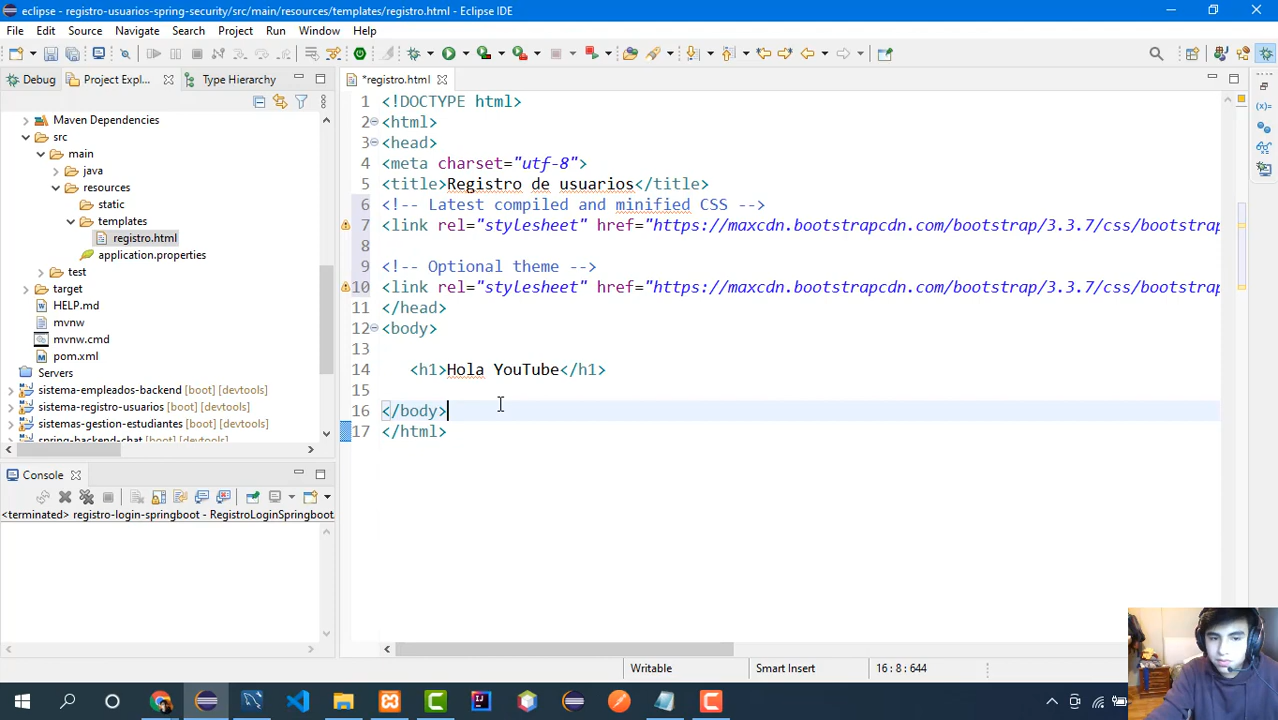 eclipse - registro-usuarios-spring-security/src/main/resources/templates/registro.html - Eclipse IDE
File Edit Source Navigate Search Project Run Window Help
Debug Project Expl... Type Hierarchy *registro.html
Maven Dependencies
src
main
java
resources
static
templates
registro.html
application.properties
test
target
HELP.md
mvnw
mvnw.cmd
pom.xml
Servers
sistema-empleados-backend [boot] [devtools]
sistema-registro-usuarios [boot] [devtools]
sistemas-gestion-estudiantes [boot] [devtools]
spring-backend-chat [boot] [devtools]
1 <!DOCTYPE html>
2 <html>
3 <head>
4 <meta charset="utf-8">
5 <title>Registro de usuarios</title>
6 <!-- Latest compiled and minified CSS -->
7 <link rel="stylesheet" href="https://maxcdn.bootstrapcdn.com/bootstrap/3.3.7/css/bootstrap
8
9 <!-- Optional theme -->
10 <link rel="stylesheet" href="https://maxcdn.bootstrapcdn.com/bootstrap/3.3.7/css/bootstrap
11 </head>
12 <body>
13
14 <h1>Hola YouTube</h1>
15
16 </body>
17 </html>
Console
<terminated> registro-login-springboot - RegistroLoginSpringboot
Writable Smart Insert 16 : 8 : 644